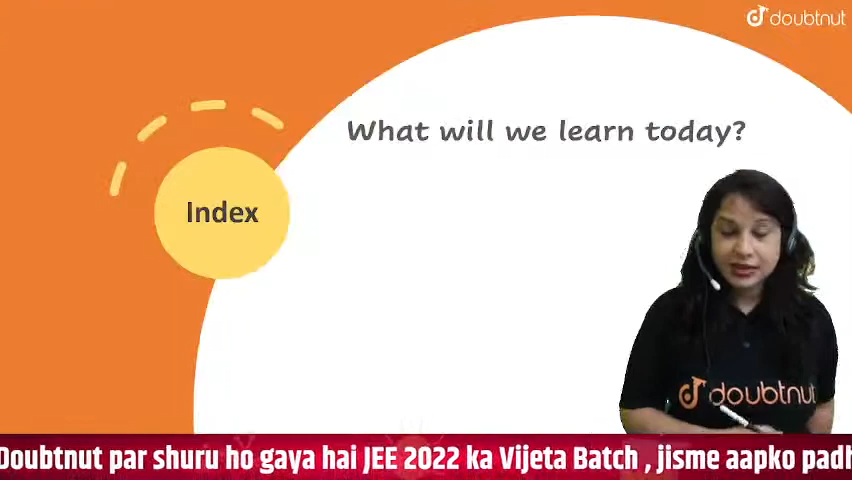 doubtnut
What will we learn today?
Index
doubtnut
Doubtnut par shuru ho gaya hai JEE 2022 ka Vijeta Batch , jisme aapko padh